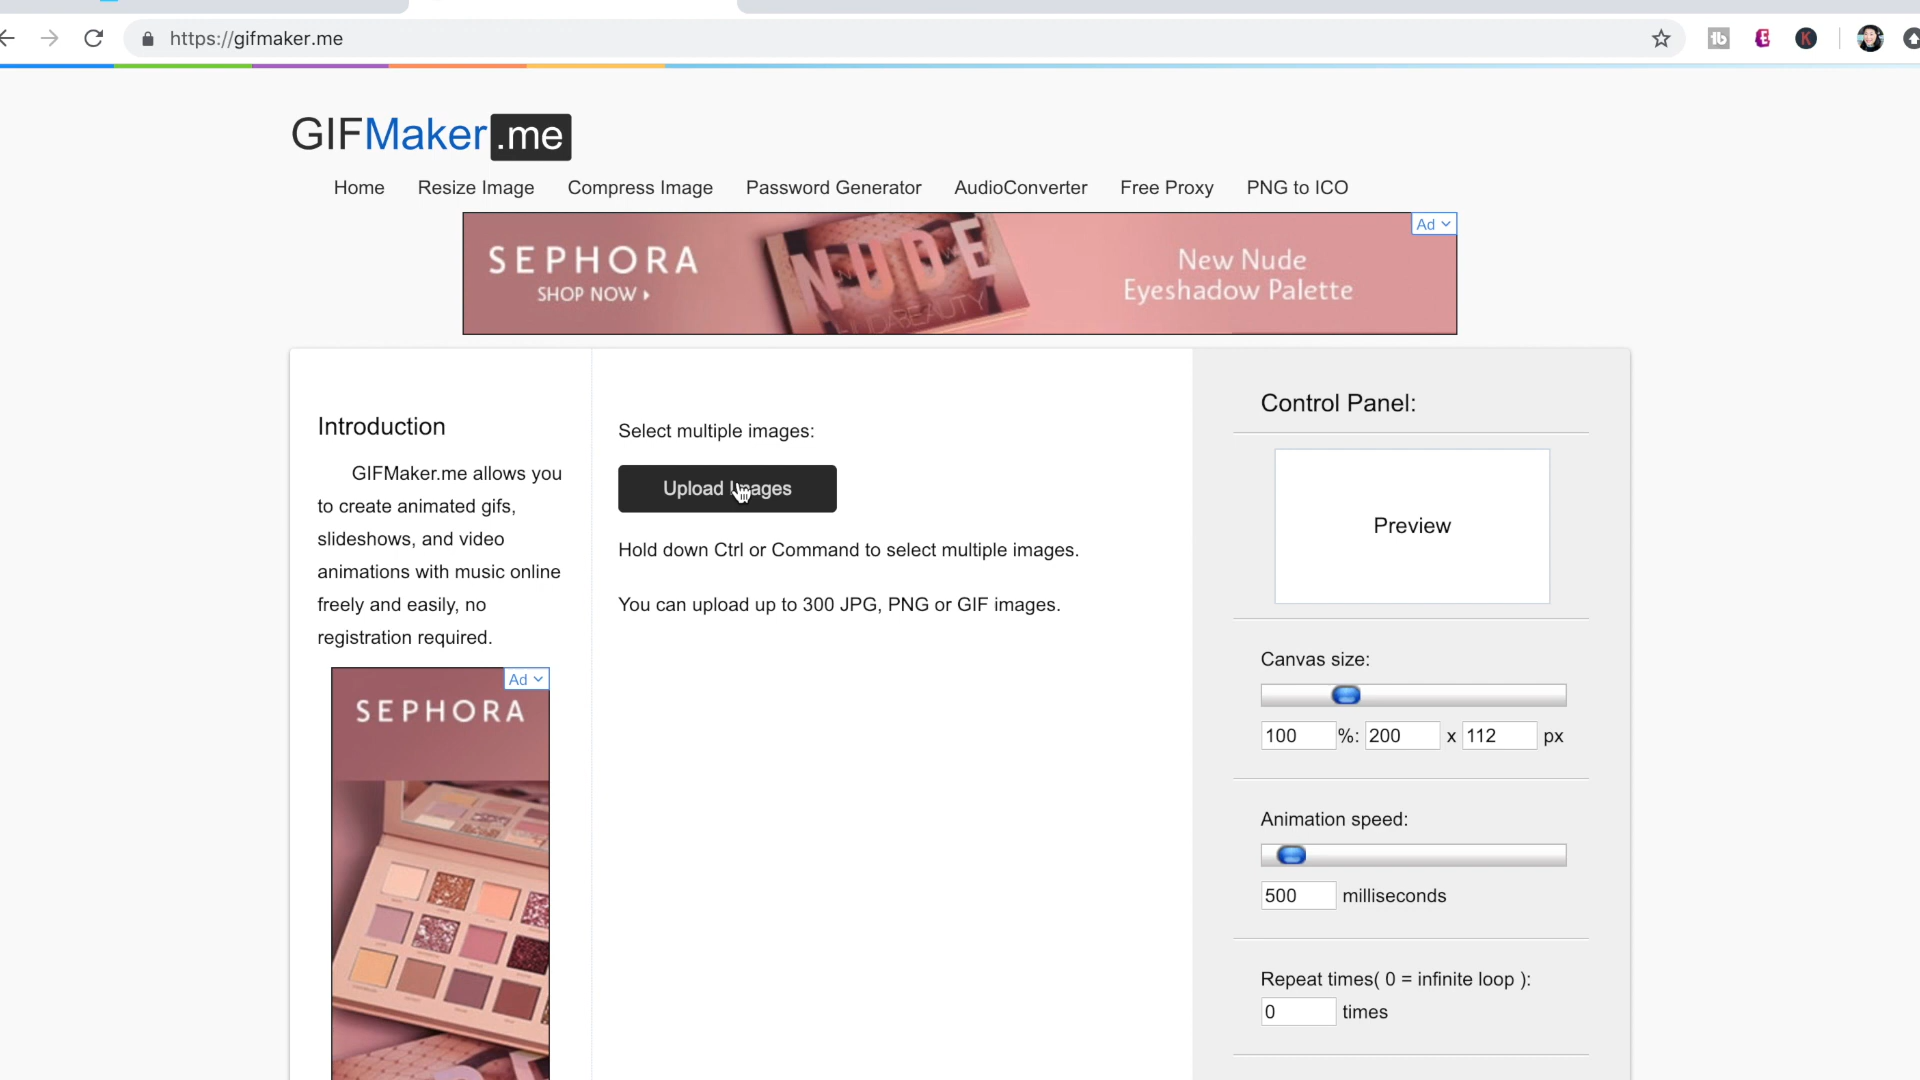 https://gifmaker.me
GIFMaker.me
Home Resize Image Compress Image Password Generator AudioConverter Free Proxy PNG to ICO
SEPHORA
SHOP NOW
NUDE
New Nude
Eyeshadow Palette
Ad
Introduction
GIFMaker.me allows you
to create animated gifs,
slideshows, and video
animations with music online
freely and easily, no
registration required.
Ad
SEPHORA
Select multiple images:
Upload Images
Hold down Ctrl or Command to select multiple images.
You can upload up to 300 JPG, PNG or GIF images.
Control Panel:
Preview
Canvas size:
100 %: 200 x 112 px
Animation speed:
500 milliseconds
Repeat times( 0 = infinite loop ):
0 times